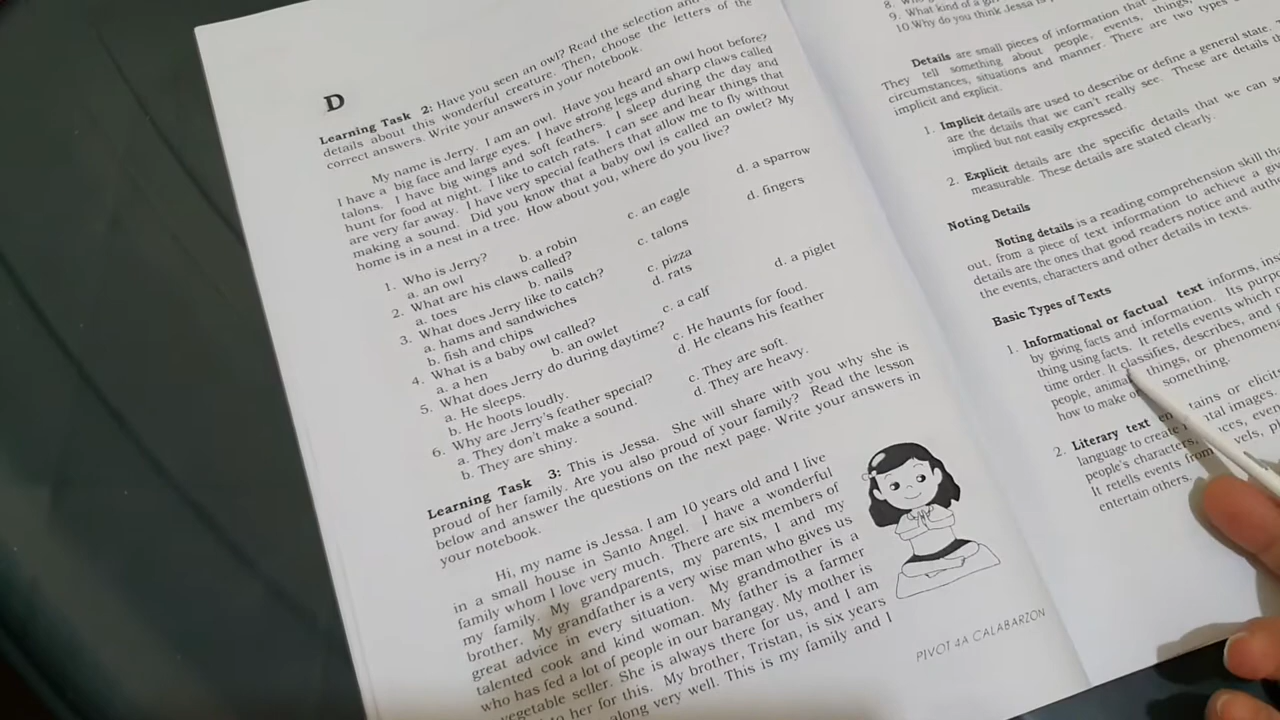 D
Learning Task 2: Have you seen an owl? Read the selection and
details about this wonderful creature. Then, choose the letters of the
correct answers. Write your answers in your notebook.
My name is Jerry. I am an owl. Have you heard an owl hoot before?
I have a big face and large eyes. I have strong legs and sharp claws called
talons. I have big wings and soft feathers. I sleep during the day and
hunt for food at night. I like to catch rats. I can see and hear things that
are very far away. I have very special feathers that allow me to fly without
making a sound. Did you know that a baby owl is called an owlet? My
home is in a nest in a tree. How about you, where do you live?
1. Who is Jerry?
a. an owl b. a robin c. an eagle d. a sparrow
2. What are his claws called?
a. toes b. nails c. talons d. fingers
3. What does Jerry like to catch?
a. hams and sandwiches c. pizza
b. fish and chips d. rats
4. What is a baby owl called?
a. a hen b. an owlet c. a calf d. a piglet
5. What does Jerry do during daytime?
a. He sleeps. c. He haunts for food.
b. He hoots loudly. d. He cleans his feather
6. Why are Jerry's feather special?
a. They don't make a sound. c. They are soft.
b. They are shiny. d. They are heavy.
Learning Task 3: This is Jessa. She will share with you why she is
proud of her family. Are you also proud of your family? Read the lesson
below and answer the questions on the next page. Write your answers in
your notebook.
Hi, my name is Jessa. I am 10 years old and I live
in a small house in Santo Angel. I have a wonderful
family whom I love very much. There are six members of
my family. My grandparents, my parents, I and my
brother. My grandfather is a very wise man who gives us
great advice in every situation. My grandmother is a
talented cook and kind woman. My father is a farmer
who has fed a lot of people in our barangay. My mother is
vegetable seller. She is always there for us, and I am
to her for this. My brother, Tristan, is six years
along very well. This is my family and I
PIVOT 4A CALABARZON
9. What kind of a
10. Why do you think Jessa is
Details are small pieces of information that
They tell something about people, events, things,
circumstances, situations and manner. There are two types
implicit and explicit.
1. Implicit details are used to describe or define a general state.
are the details that we can't really see. These are details
implied but not easily expressed.
2. Explicit details are the specific details that we can
measurable. These details are stated clearly.
Noting Details
Noting details is a reading comprehension skill
out, from a piece of text information to achieve a
details are the ones that good readers notice and
the events, characters and other details in texts.
Basic Types of Texts
1. Informational or factual text informs,
by giving facts and information. Its
thing using facts. It retells events which
time order. It classifies, describes, and
people, things, or
how to make something.
2. Literary text or
language to create images.
people's characters,
It retells events from
entertain others.